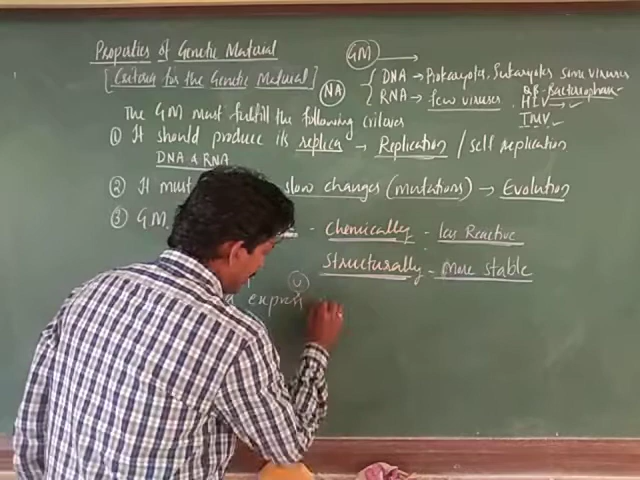 Properties of Genetic Material
[Criteria for the Genetic Material]
GM →
NA
DNA → Prokaryotes, Eukaryotes some viruses
RNA → few viruses, Qβ-Bacteriophage
HIV ✓
TMV ✓
The GM must fulfill the following criteria
① It should produce its replica → Replication / self replication
DNA & RNA
② It must slow changes (mutations) → Evolution
③ GM - Chemically - less Reactive
Structurally - More stable
express